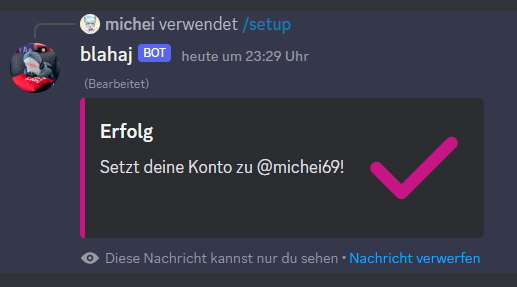 michei verwendet /setup
blahaj BOT heute um 23:29 Uhr
(Bearbeitet)
Erfolg
Setzt deine Konto zu @michei69!
Diese Nachricht kannst nur du sehen • Nachricht verwerfen